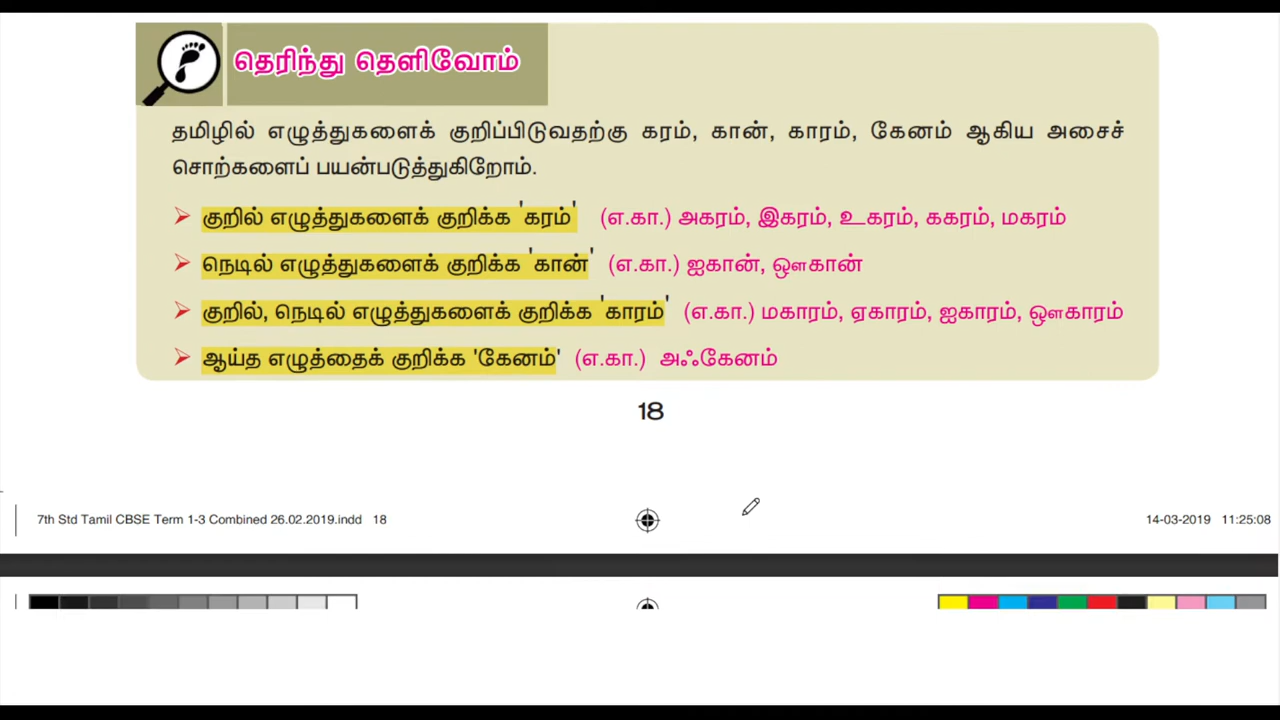 தெரிந்து தெளிவோம்
தமிழில் எழுத்துகளைக் குறிப்பிடுவதற்கு கரம், கான், காரம், கேனம் ஆகிய அசைச்
சொற்களைப் பயன்படுத்துகிறோம்.
➢ குறில் எழுத்துகளைக் குறிக்க 'கரம்' (எ.கா.) அகரம், இகரம், உகரம், ககரம், மகரம்
➢ நெடில் எழுத்துகளைக் குறிக்க 'கான்' (எ.கா.) ஐகான், ஔகான்
➢ குறில், நெடில் எழுத்துகளைக் குறிக்க 'காரம்' (எ.கா.) மகாரம், ஏகாரம், ஐகாரம், ஔகாரம்
➢ ஆய்த எழுத்தைக் குறிக்க 'கேனம்' (எ.கா.) அஃகேனம்
18
7th Std Tamil CBSE Term 1-3 Combined 26.02.2019.indd 18
14-03-2019 11:25:08